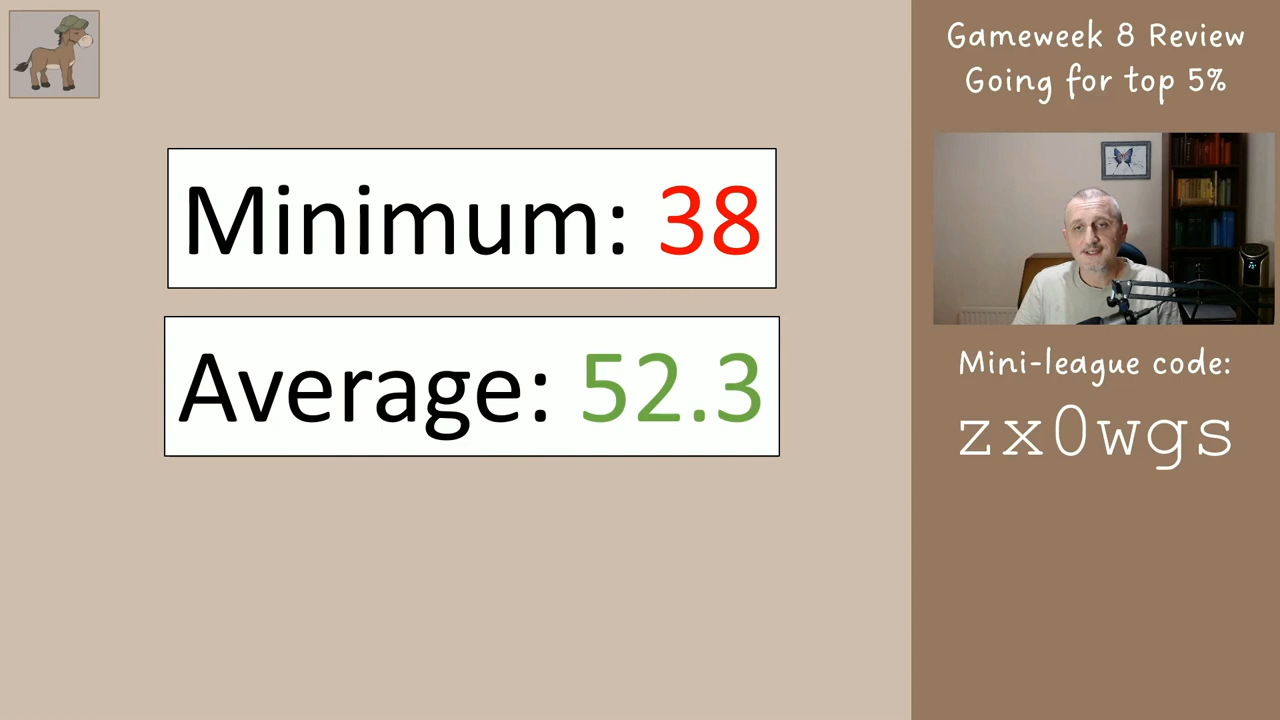 Minimum: 38
Average: 52.3
Gameweek 8 Review
Going for top 5%
Mini-league code:
zx0wgs